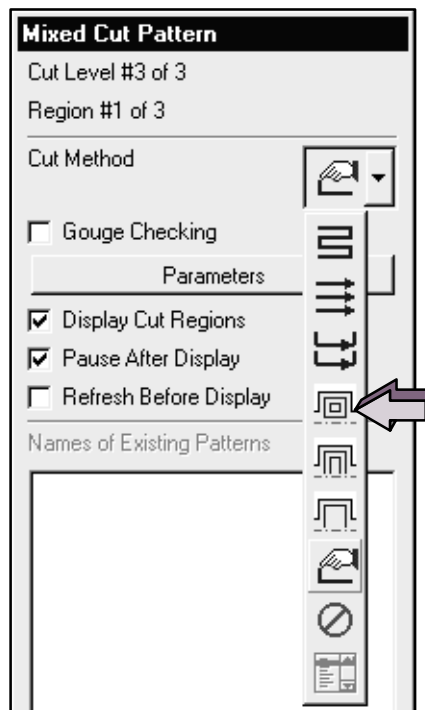 Mixed Cut Pattern
Cut Level #3 of 3
Region #1 of 3
Cut Method
Gouge Checking
Parameters
Display Cut Regions
Pause After Display
Refresh Before Display
Names of Existing Patterns